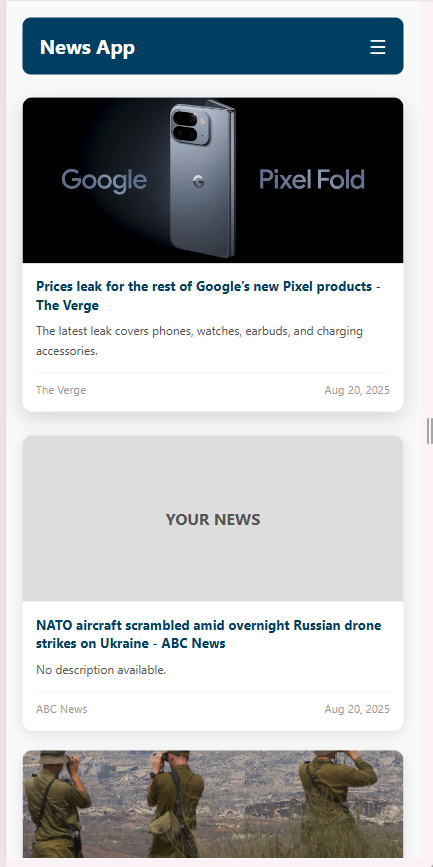 News App
Google Pixel Fold
Prices leak for the rest of Google’s new Pixel products -
The Verge
The latest leak covers phones, watches, earbuds, and charging
accessories.
The Verge Aug 20, 2025
YOUR NEWS
NATO aircraft scrambled amid overnight Russian drone
strikes on Ukraine - ABC News
No description available.
ABC News Aug 20, 2025